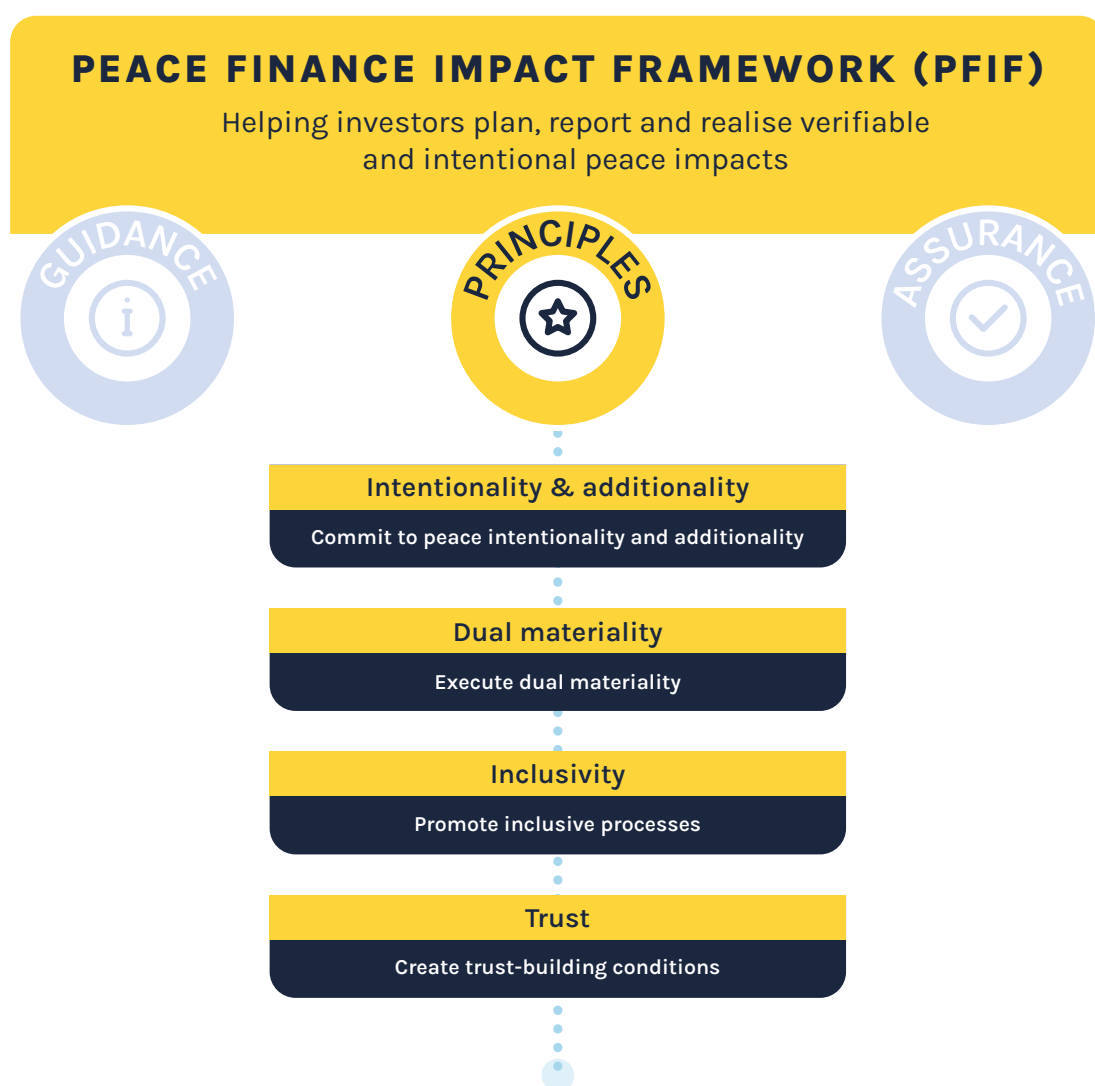 PEACE FINANCE IMPACT FRAMEWORK (PFIF)
Helping investors plan, report and realise verifiable
and intentional peace impacts
GUIDANCE
PRINCIPLES
ASSURANCE
Intentionality & additionality
Commit to peace intentionality and additionality
Dual materiality
Execute dual materiality
Inclusivity
Promote inclusive processes
Trust
Create trust-building conditions